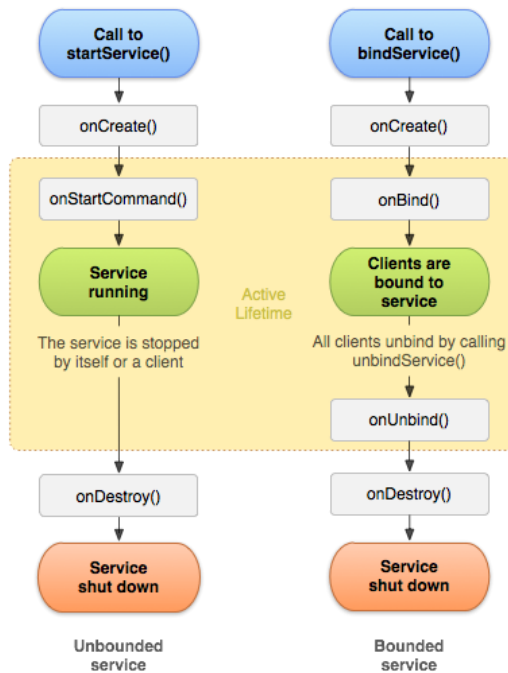 Call to
startService()
onCreate()
onStartCommand()
Service
running
The service is stopped
by itself or a client
onDestroy()
Service
shut down
Unbounded
service
Active
Lifetime
Call to
bindService()
onCreate()
onBind()
Clients are
bound to
service
All clients unbind by calling
unbindService()
onUnbind()
onDestroy()
Service
shut down
Bounded
service